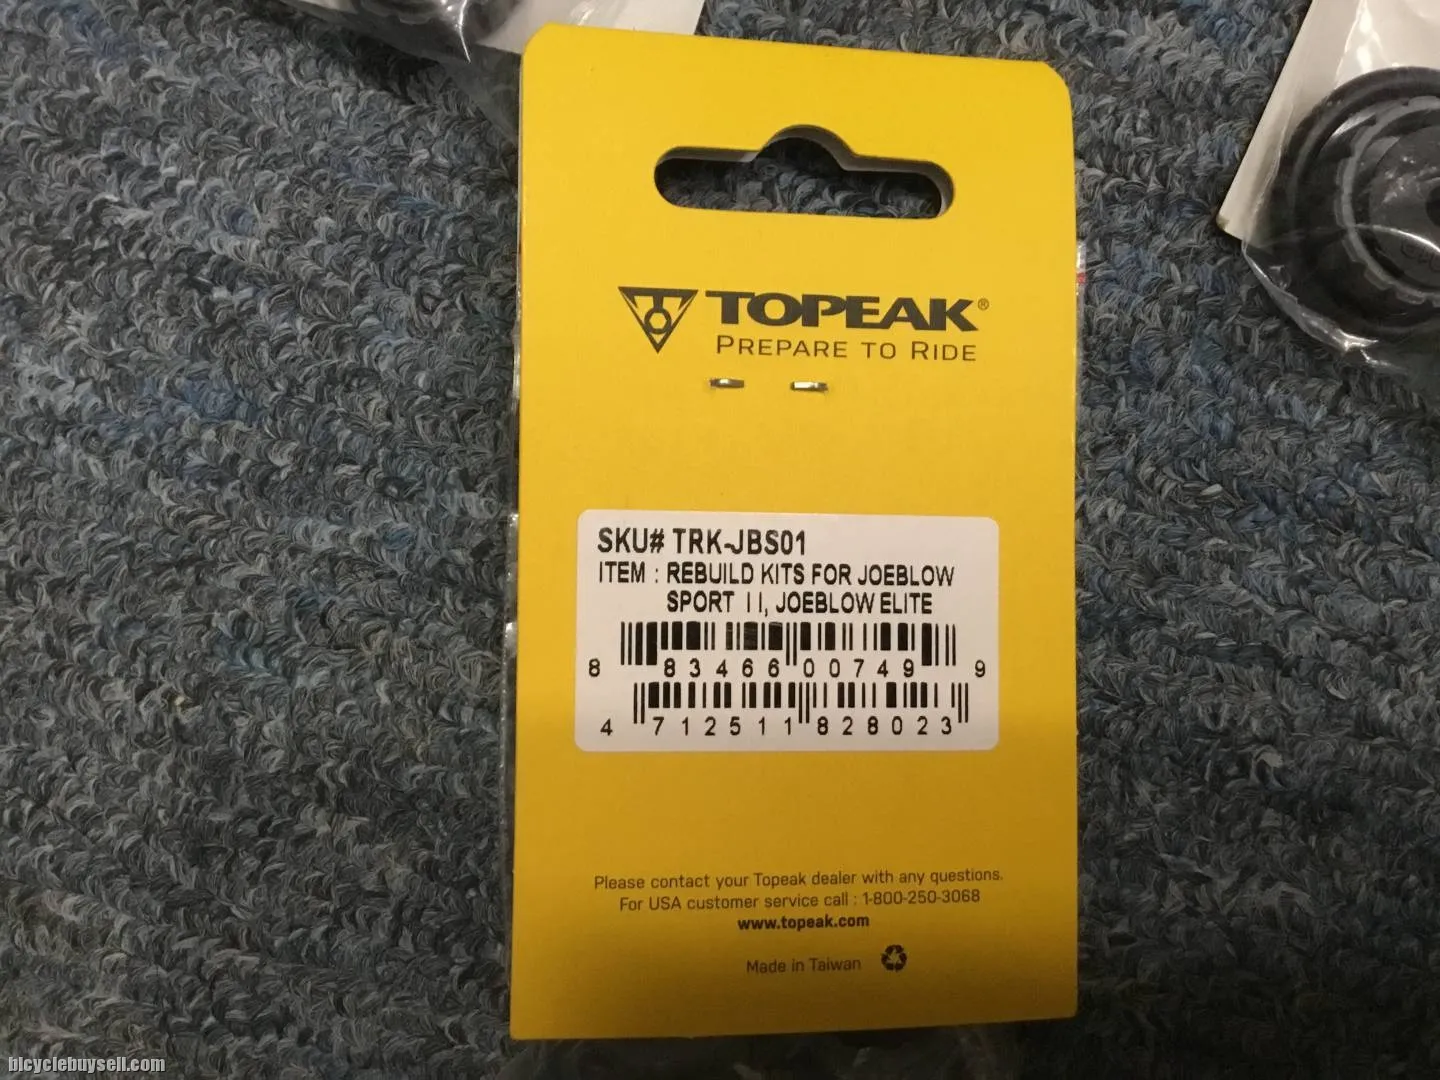 TOPEAK®
PREPARE TO RIDE
SKU# TRK-JBS01
ITEM : REBUILD KITS FOR JOEBLOW
SPORT II, JOEBLOW ELITE
8 83466 00749 9
4 712511 828023
Please contact your Topeak dealer with any questions.
For USA customer service call : 1-800-250-3068
www.topeak.com
Made in Taiwan
bicyclebuysell.com